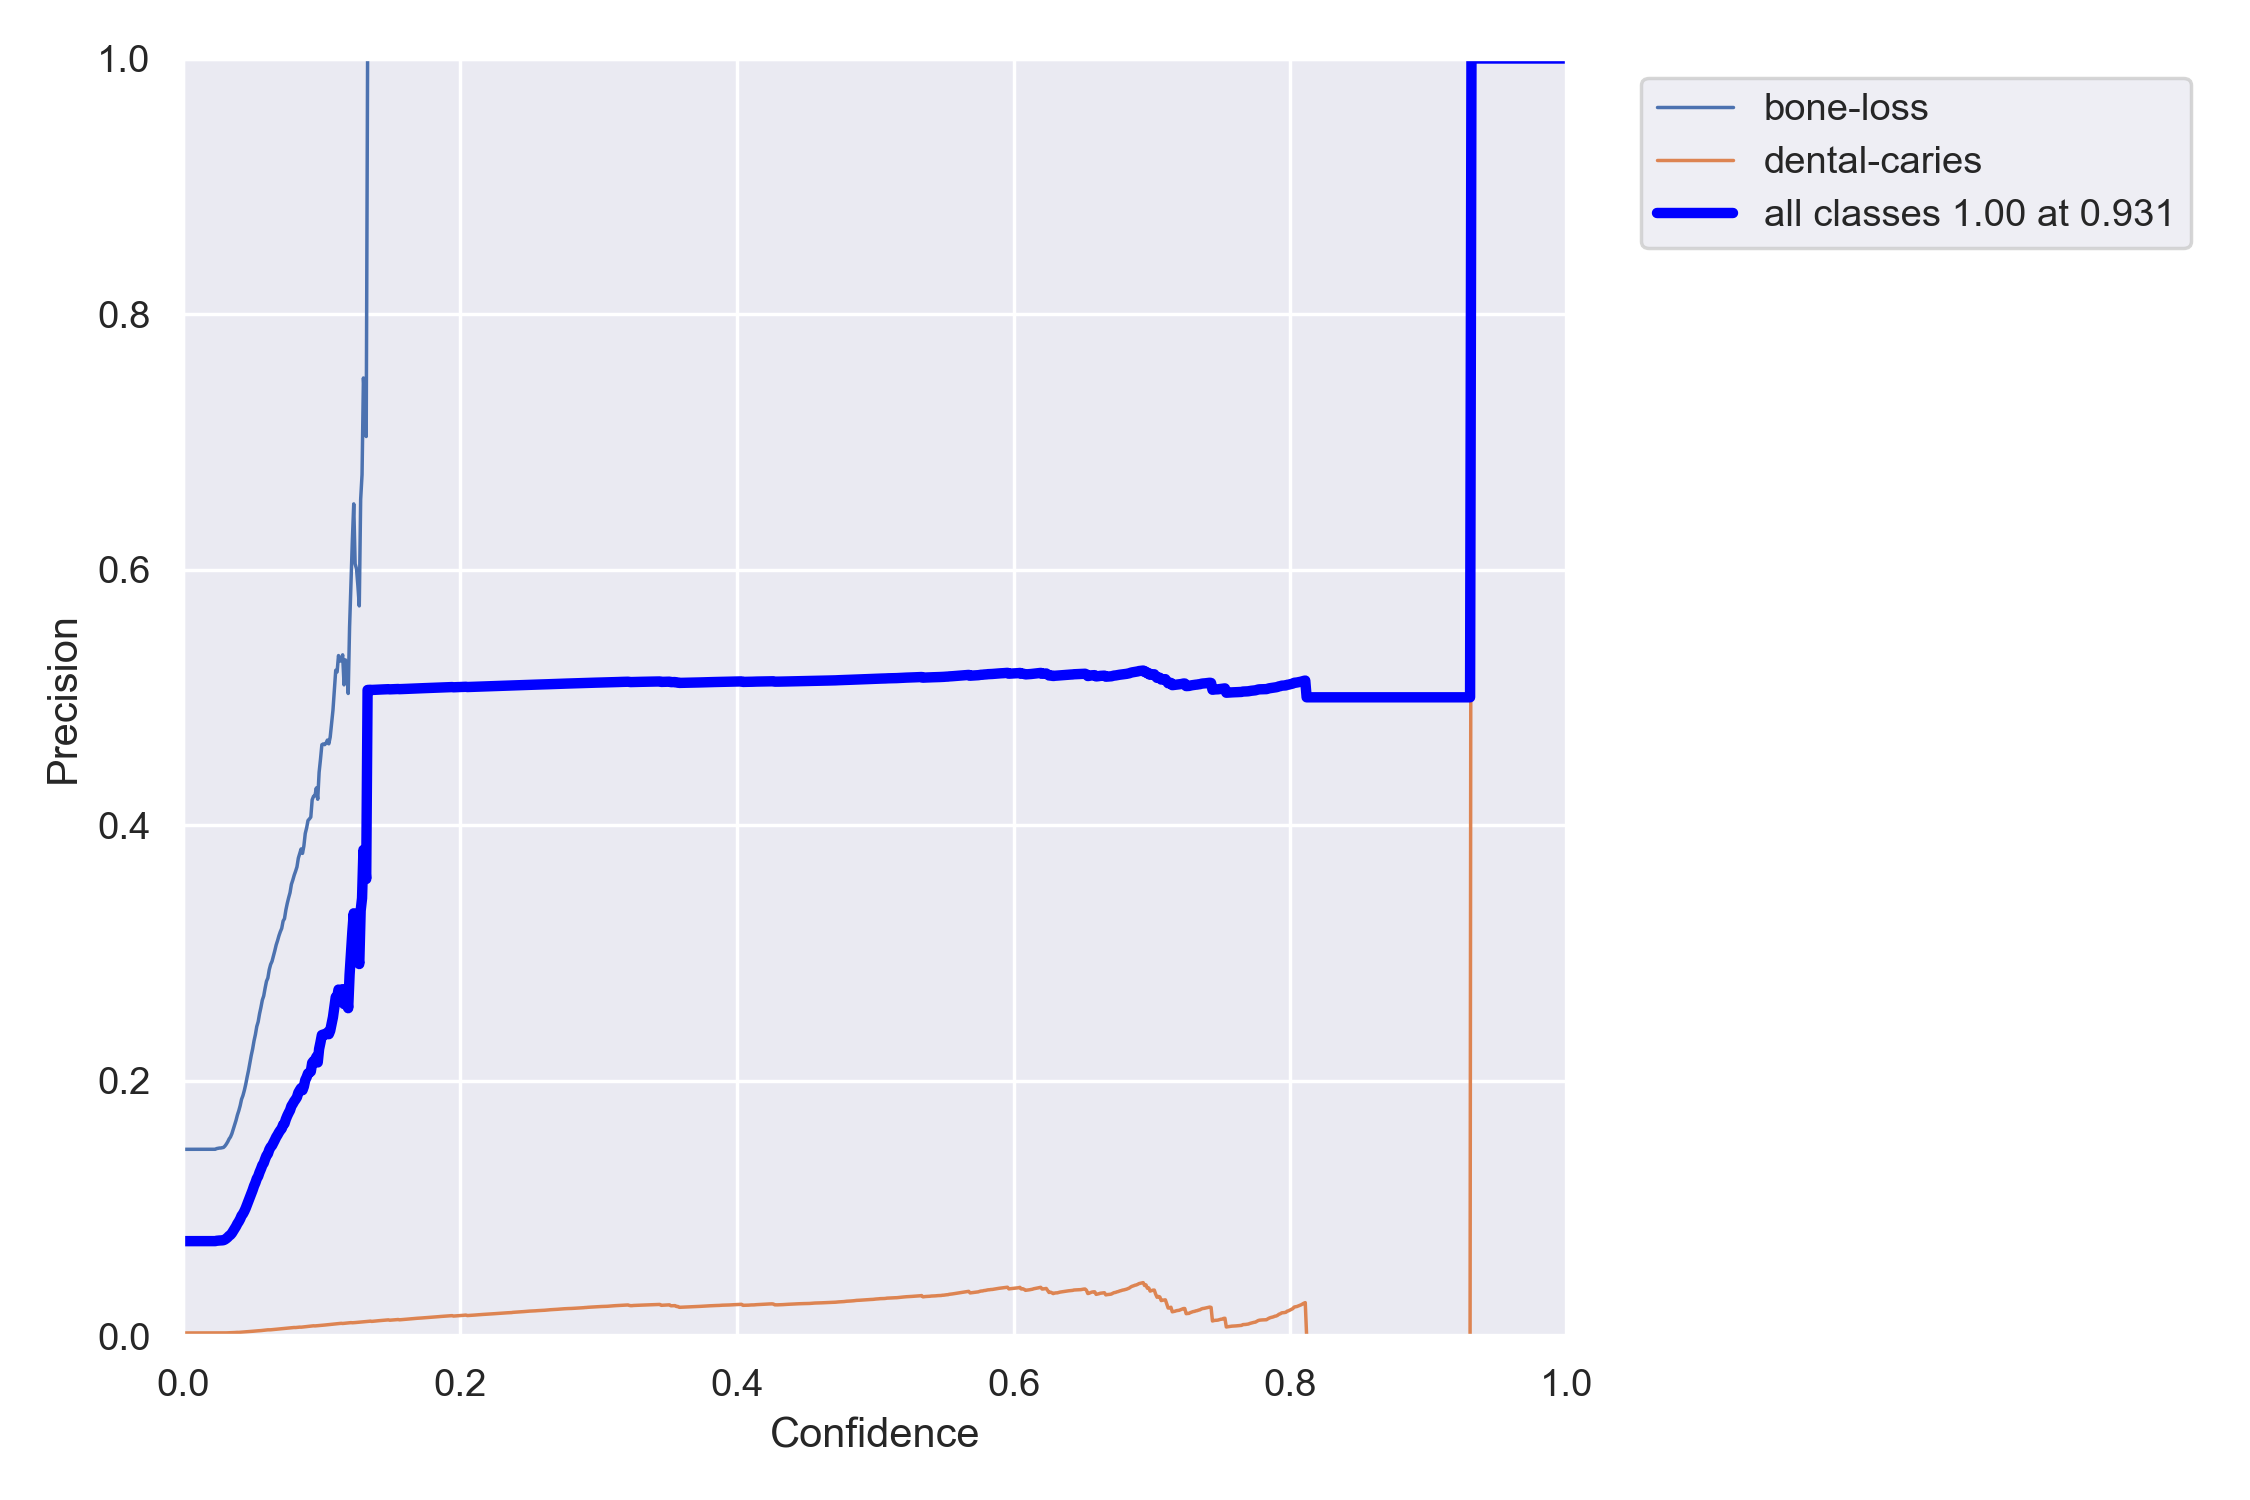 1.0
0.8
0.6
0.4
0.2
0.0
Precision
0.0 0.2 0.4 0.6 0.8 1.0
Confidence
bone-loss
dental-caries
all classes 1.00 at 0.931